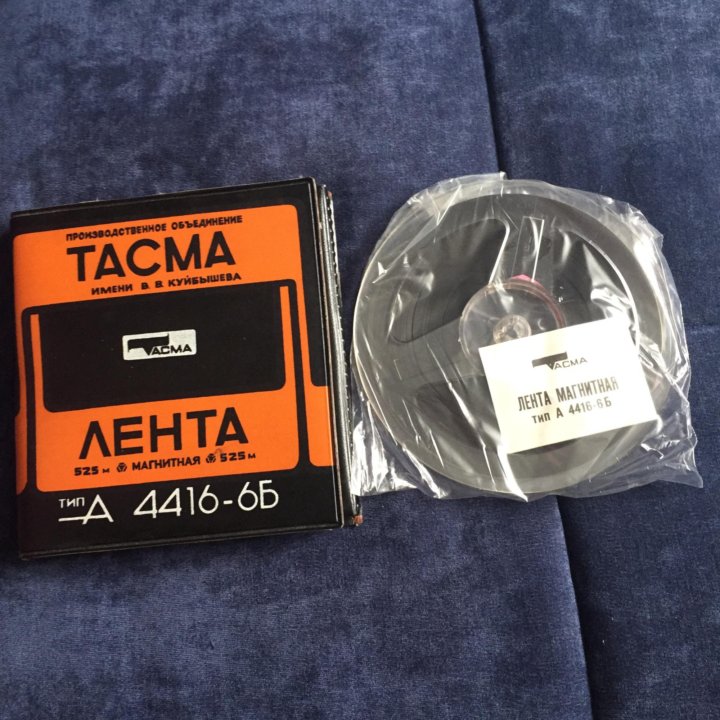 ПРОИЗВОДСТВЕННОЕ ОБЪЕДИНЕНИЕ
ТАСМА
ИМЕНИ В. В. КУЙБЫШЕВА
ТАСМА
ЛЕНТА
525 м МАГНИТНАЯ 525 м
ТИП А 4416-6Б
ТАСМА
ЛЕНТА МАГНИТНАЯ
тип А 4416-6Б